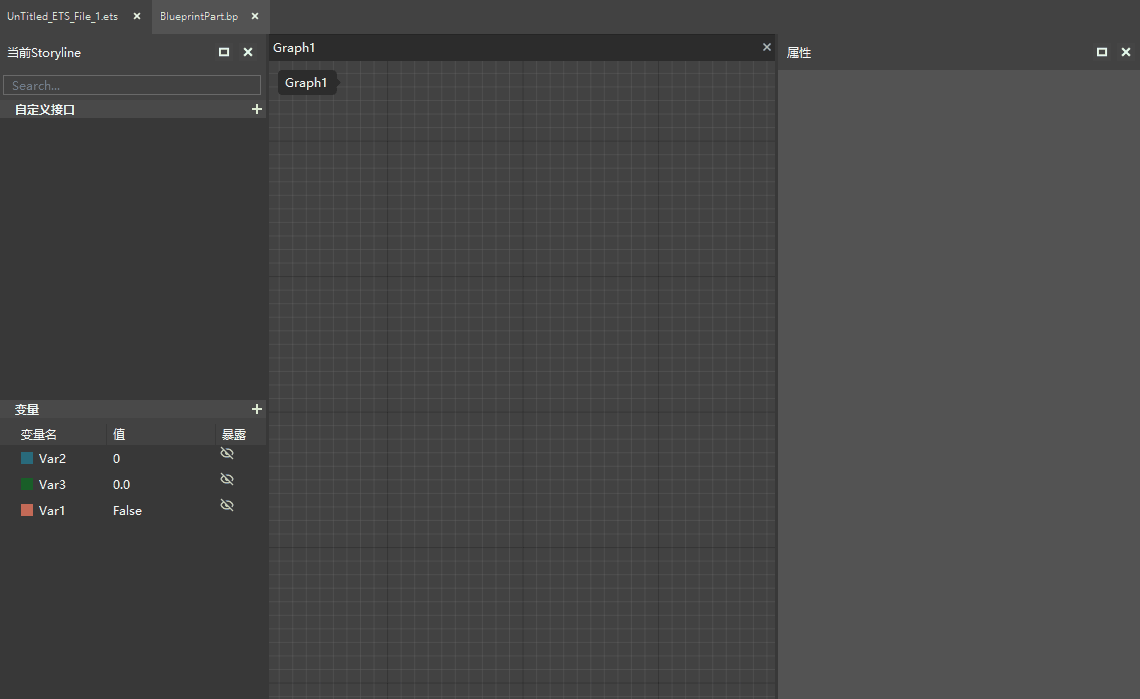 UnTitled_ETS_File_1.ets
BlueprintPart.bp
当前Storyline
Search...
自定义接口
变量
变量名 值 暴露
Var2 0
Var3 0.0
Var1 False
Graph1
Graph1
属性